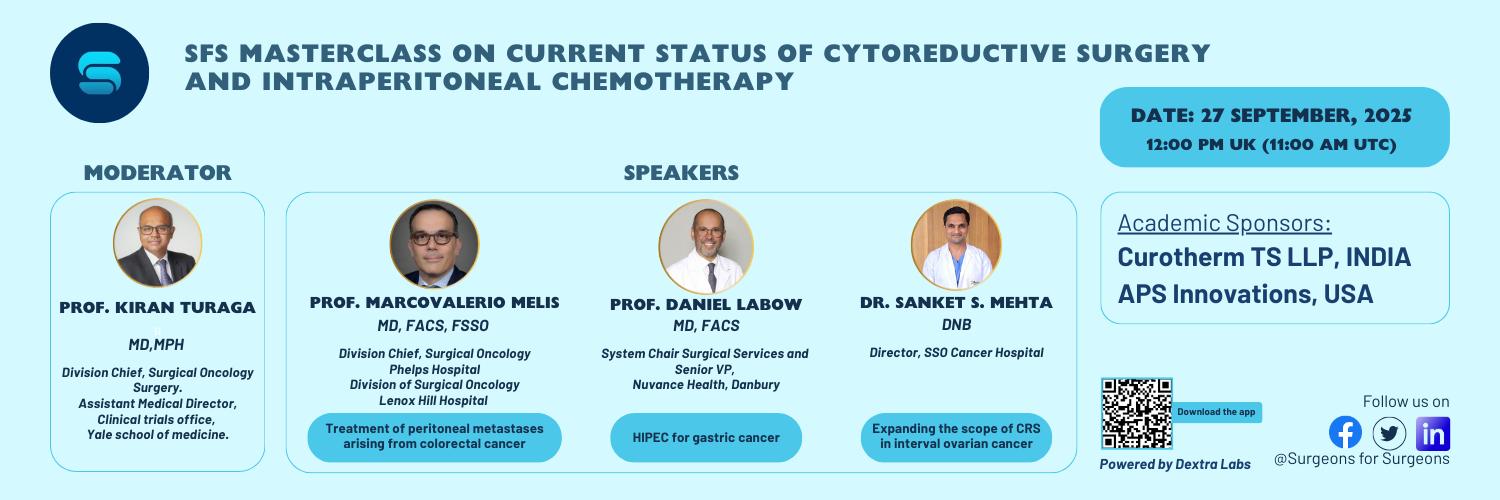 SFS MASTERCLASS ON CURRENT STATUS OF CYTOREDUCTIVE SURGERY
AND INTRAPERITONEAL CHEMOTHERAPY
DATE: 27 SEPTEMBER, 2025
12:00 PM UK (11:00 AM UTC)
MODERATOR
PROF. KIRAN TURAGA
MD,MPH
Division Chief, Surgical Oncology
Surgery.
Assistant Medical Director,
Clinical trials office,
Yale school of medicine.
SPEAKERS
PROF. MARCOVALERIO MELIS
MD, FACS, FSSO
Division Chief, Surgical Oncology
Phelps Hospital
Division of Surgical Oncology
Lenox Hill Hospital
Treatment of peritoneal metastases
arising from colorectal cancer
PROF. DANIEL LABOW
MD, FACS
System Chair Surgical Services and
Senior VP,
Nuvance Health, Danbury
HIPEC for gastric cancer
DR. SANKET S. MEHTA
DNB
Director, SSO Cancer Hospital
Expanding the scope of CRS
in interval ovarian cancer
Academic Sponsors:
Curotherm TS LLP, INDIA
APS Innovations, USA
Download the app
Powered by Dextra Labs
Follow us on
@Surgeons for Surgeons